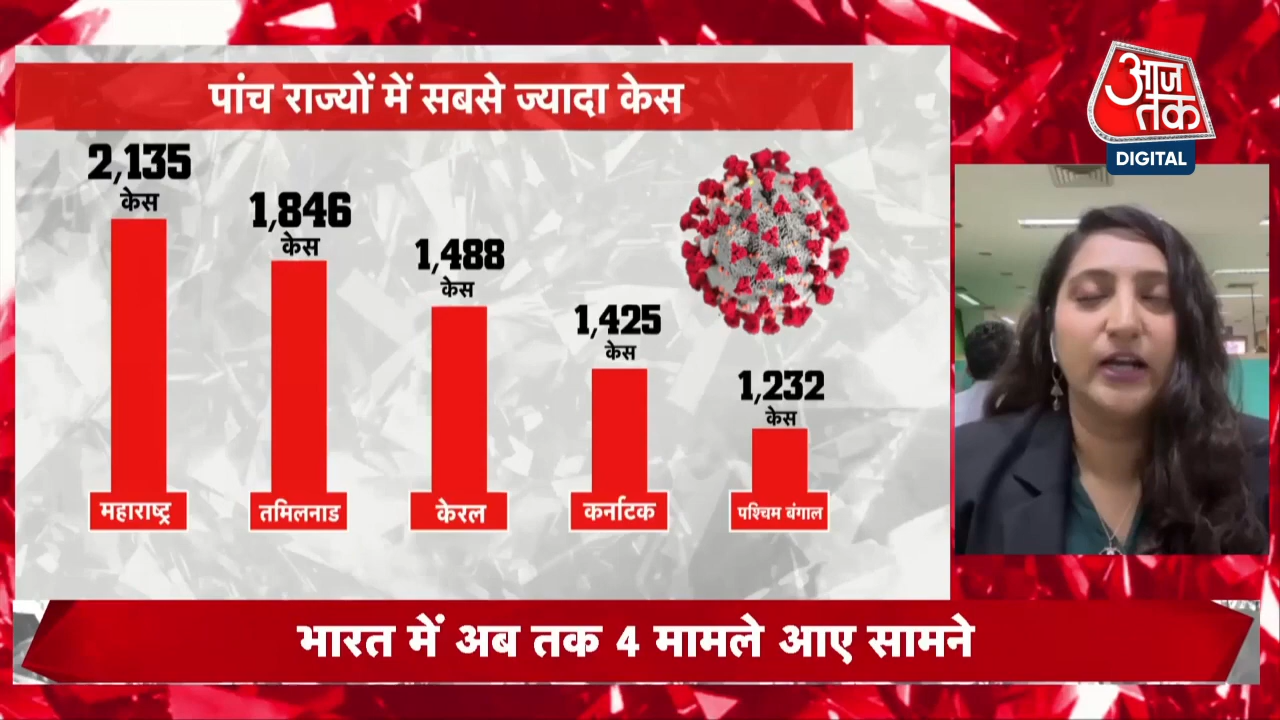 पांच राज्यों में सबसे ज्यादा केस
2,135
केस
1,846
केस
1,488
केस
1,425
केस
1,232
केस
महाराष्ट्र
तमिलनाड
केरल
कर्नाटक
पश्चिम बंगाल
आज
तक
DIGITAL
भारत में अब तक 4 मामले आए सामने